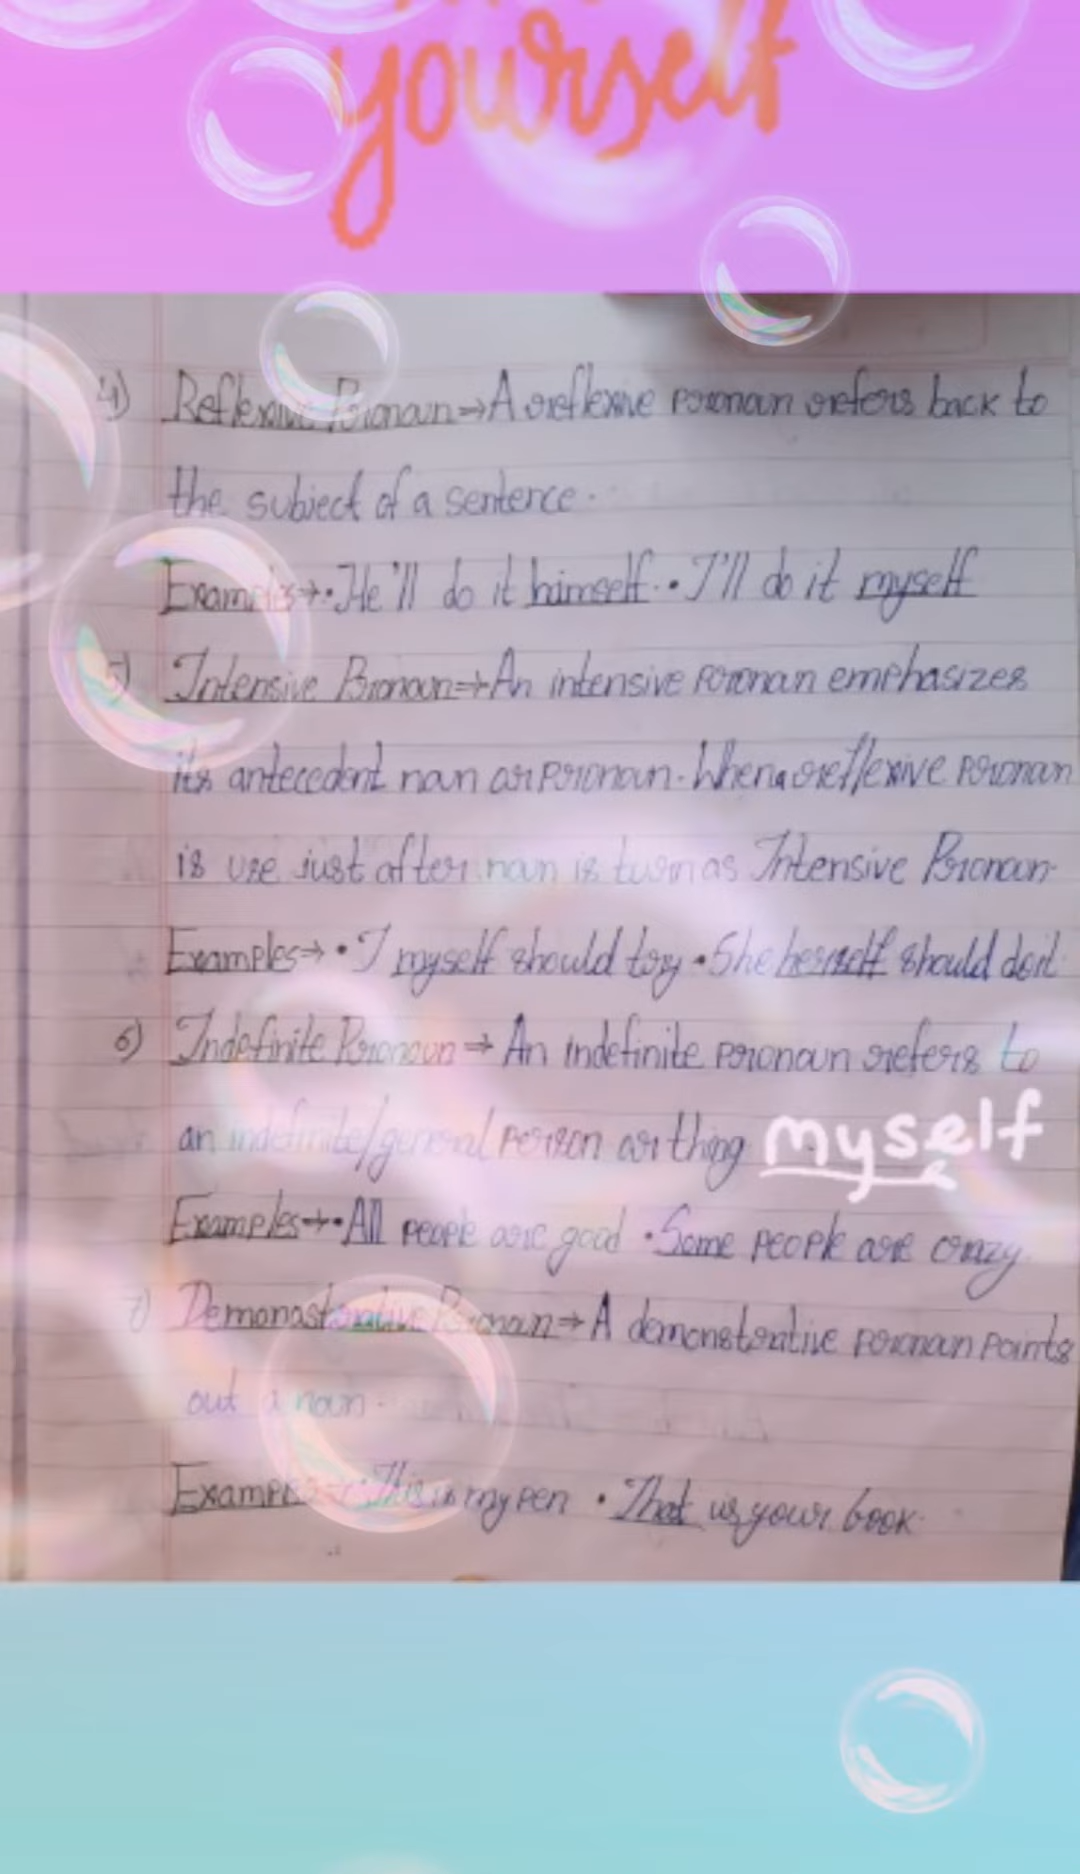 yourself
4) Reflexive Pronoun→A reflexive pronoun refers back to
the subject of a sentence.
Examples→•He'll do it himself.•I'll do it myself
5) Intensive Pronoun→An intensive pronoun emphasizes
its antecedent noun or pronoun. When a reflexive pronoun
is use just after noun is turn as Intensive Pronoun
Examples→•I myself should try •She herself should do it
6) Indefinite Pronoun→An indefinite pronoun refers to
an indefinite/general person or thing
myself
Examples→•All people are good •Some people are crazy
7) Demonastrative Pronoun→A demonstrative pronoun points
out a noun.
Examples→•This is my pen •That is your book.